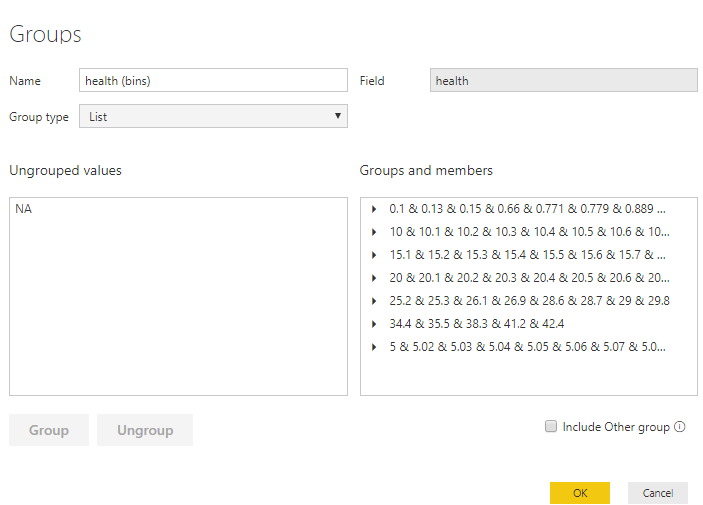 Groups
Name health (bins) Field health
Group type List
Ungrouped values Groups and members
NA
0.1 & 0.13 & 0.15 & 0.66 & 0.771 & 0.779 & 0.889 ...
10 & 10.1 & 10.2 & 10.3 & 10.4 & 10.5 & 10.6 & 10...
15.1 & 15.2 & 15.3 & 15.4 & 15.5 & 15.6 & 15.7 & ...
20 & 20.1 & 20.2 & 20.3 & 20.4 & 20.5 & 20.6 & 20...
25.2 & 25.3 & 26.1 & 26.9 & 28.6 & 28.7 & 29 & 29.8
34.4 & 35.5 & 38.3 & 41.2 & 42.4
5 & 5.02 & 5.03 & 5.04 & 5.05 & 5.06 & 5.07 & 5.0...
Group Ungroup Include Other group
OK Cancel